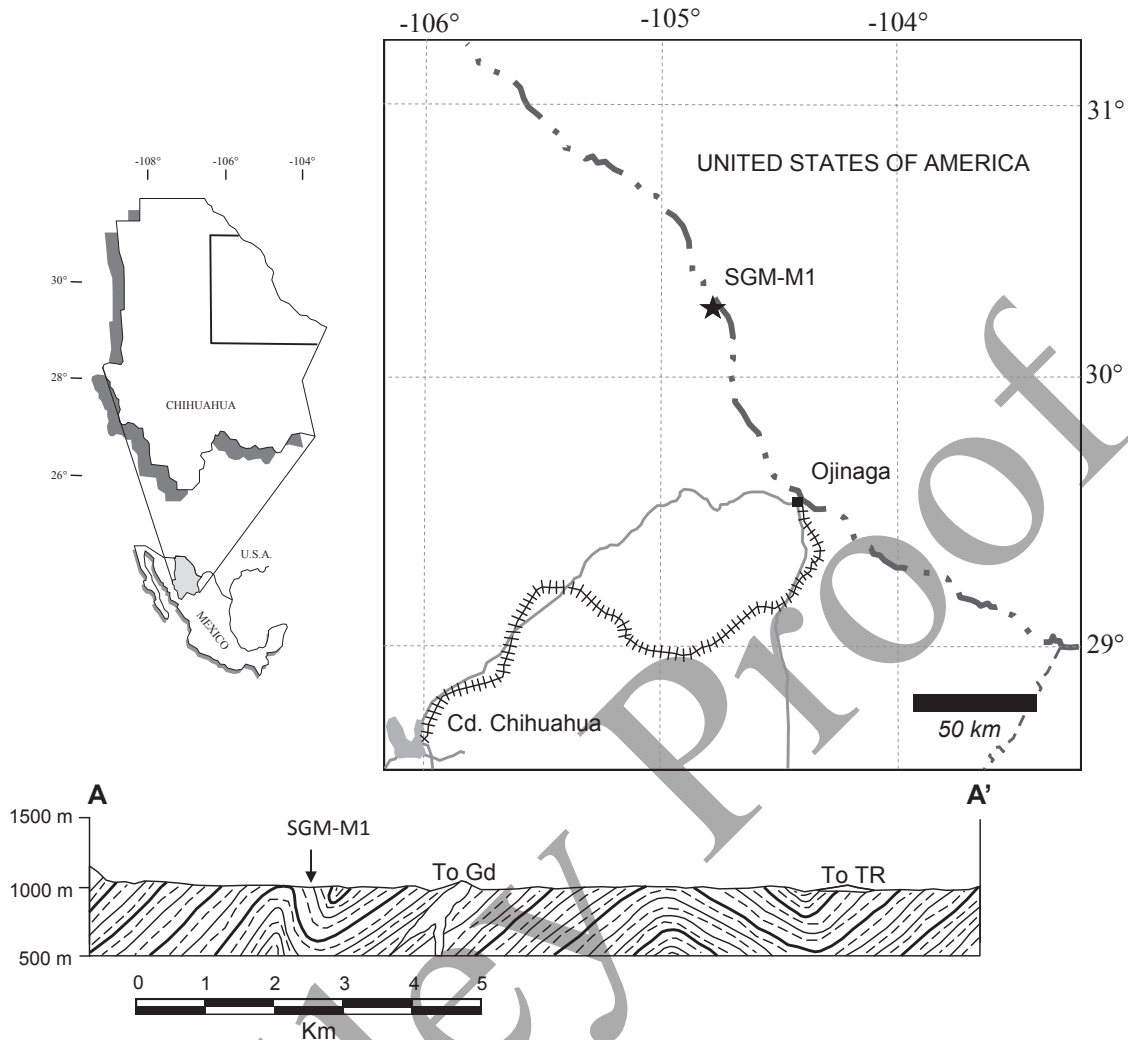 -106°
-105°
-104°
31°
UNITED STATES OF AMERICA
SGM-M1
30°
Ojinaga
29°
Cd. Chihuahua
50 km
-108°
-106°
-104°
30°
28°
CHIHUAHUA
26°
U.S.A.
MEXICO
A
A'
1500 m
SGM-M1
To Gd
To TR
1000 m
500 m
0 1 2 3 4 5
Km
ey Proof